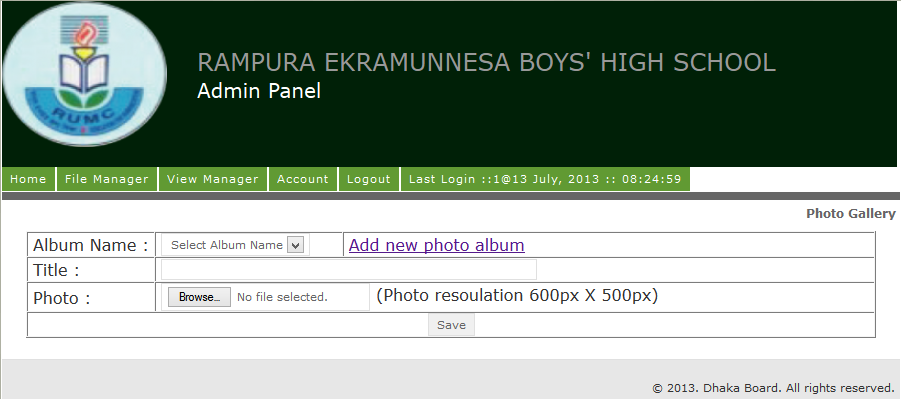 RUMC
RAMPURA EKRAMUNNESA BOYS' HIGH SCHOOL
Admin Panel
Home File Manager View Manager Account Logout Last Login ::1@13 July, 2013 :: 08:24:59
Photo Gallery
Album Name : Select Album Name Add new photo album
Title :
Photo : Browse... No file selected. (Photo resoulation 600px X 500px)
Save
© 2013. Dhaka Board. All rights reserved.